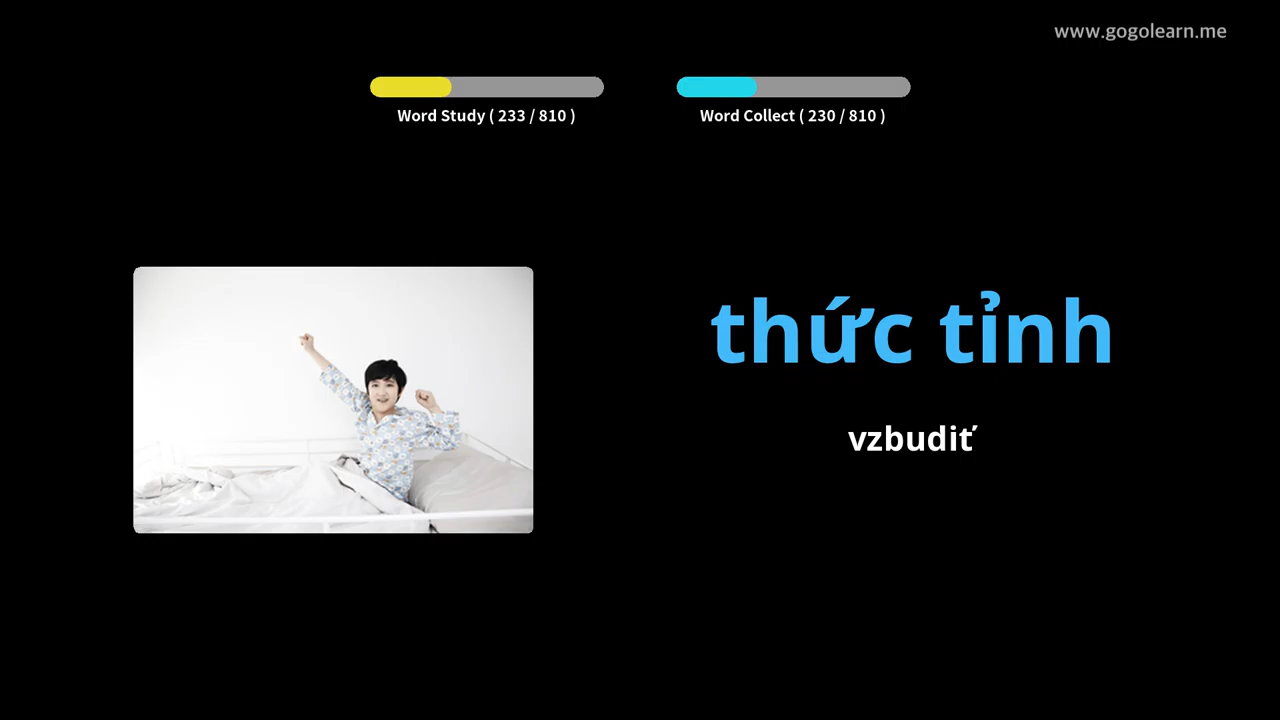 www.gogolearn.me
Word Study ( 233 / 810 )
Word Collect ( 230 / 810 )
thức tỉnh
vzbudiť